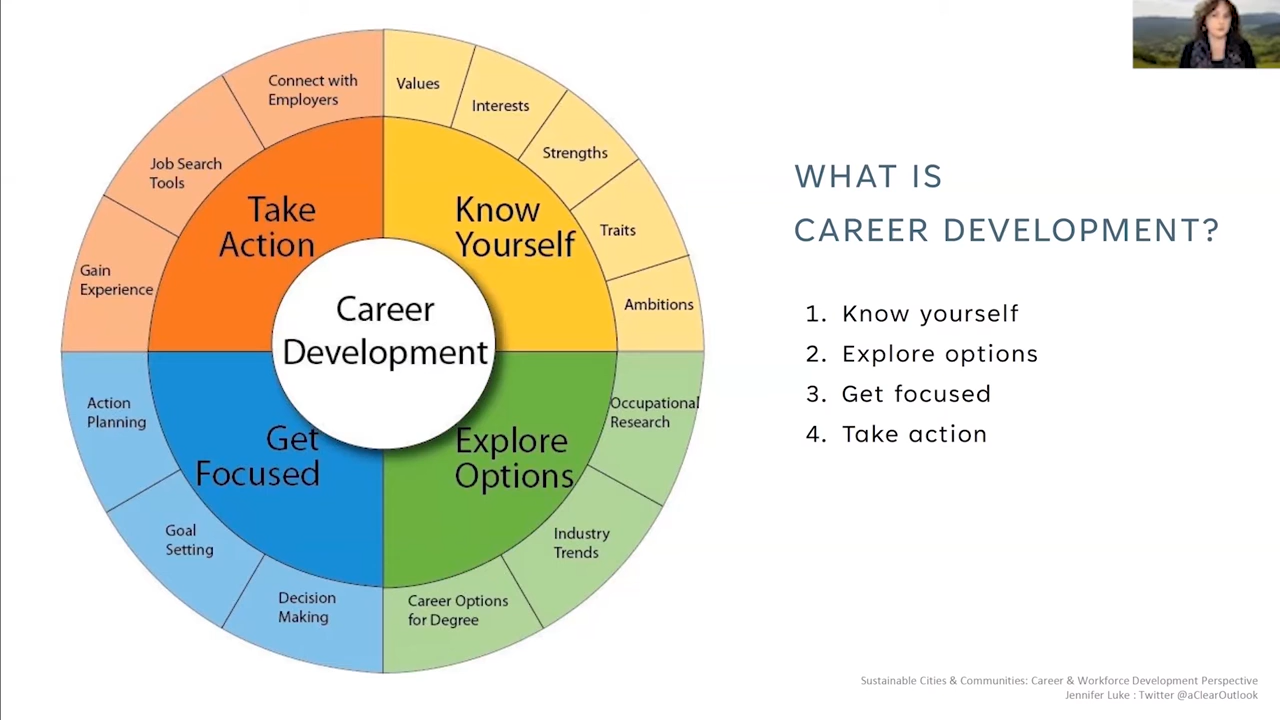 Connect with
Employers
Values
Interests
Strengths
Traits
Ambitions
Job Search
Tools
Gain
Experience
Take
Action
Know
Yourself
Career
Development
Get
Focused
Explore
Options
Action
Planning
Goal
Setting
Decision
Making
Occupational
Research
Industry
Trends
Career Options
for Degree
WHAT IS
CAREER DEVELOPMENT?
1. Know yourself
2. Explore options
3. Get focused
4. Take action
Sustainable Cities & Communities: Career & Workforce Development Perspective
Jennifer Luke : Twitter @aClearOutlook